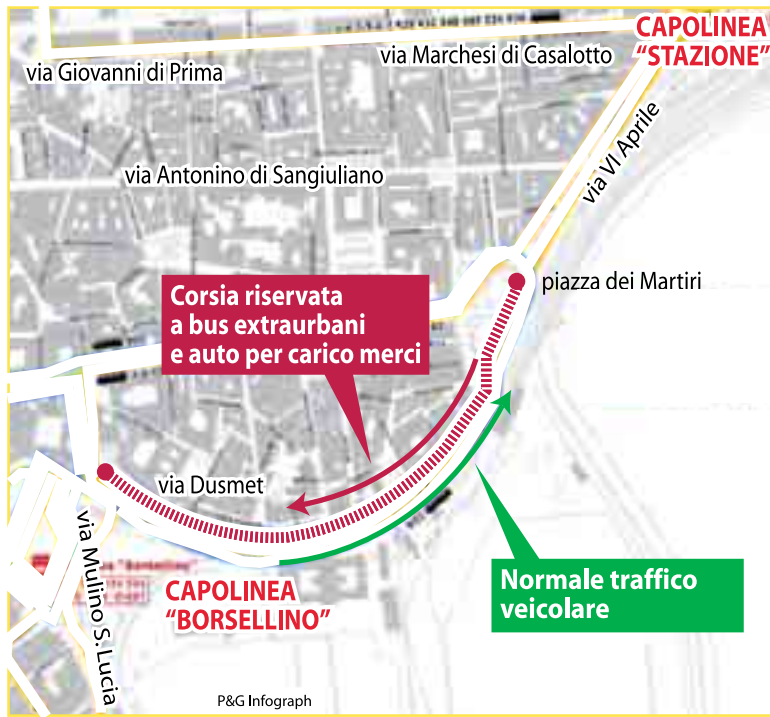 CAPOLINEA
“STAZIONE”
via Marchesi di Casalotto
via Giovanni di Prima
via VI Aprile
via Antonino di Sangiuliano
piazza dei Martiri
Corsia riservata
a bus extraurbani
e auto per carico merci
via Dusmet
via Mulino S. Lucia
CAPOLINEA
“BORSELLINO”
Normale traffico
veicolare
P&G Infograph